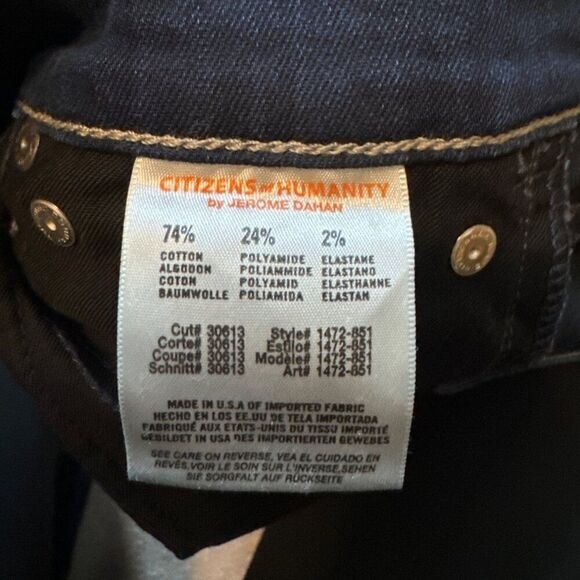 CITIZENS of HUMANITY
by JEROME DAHAN
74% 24% 2%
COTTON POLYAMIDE ELASTANE
ALGODON POLIAMMIDE ELASTANO
COTON POLYAMID ELASTHANNE
BAUMWOLLE POLIAMIDA ELASTAN
Cut# 30613 Style# 1472-851
Corte# 30613 Estilo# 1472-851
Coupe# 30613 Modèle# 1472-851
Schnitt# 30613 Art# 1472-851
MADE IN U.S.A OF IMPORTED FABRIC
HECHO EN LOS EE.UU DE TELA IMPORTADA
FABRIQUÉ AUX ETATS-UNIS DU TISSU IMPORTÉ
GEBILDET IN USA DES IMPORTIERTEN GEWEBES
SEE CARE ON REVERSE, VEA EL CUIDADO EN
REVÉS, VOIR LE SOIN SUR L'INVERSE, SEHEN
SIE SORGFALT AUF RÜCKSEITE